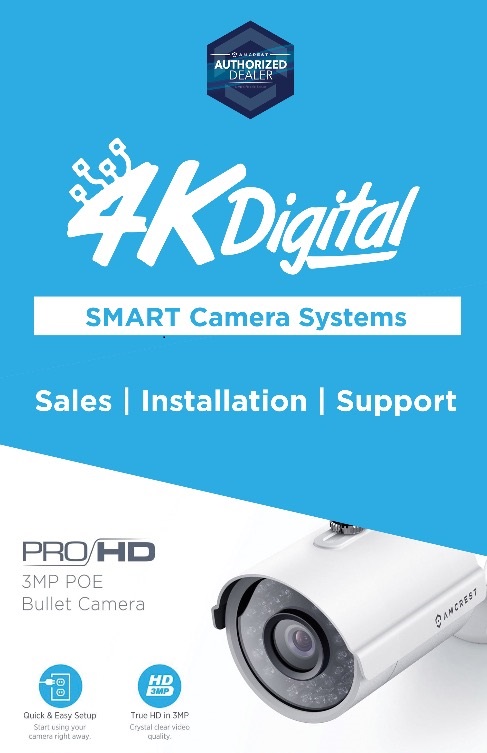 AMCREST
AUTHORIZED
DEALER
4K Digital
SMART Camera Systems
Sales | Installation | Support
PRO/HD
3MP POE
Bullet Camera
AMCREST
HD
3MP
Quick & Easy Setup
Start using your
camera right away.
True HD in 3MP
Crystal clear video
quality.